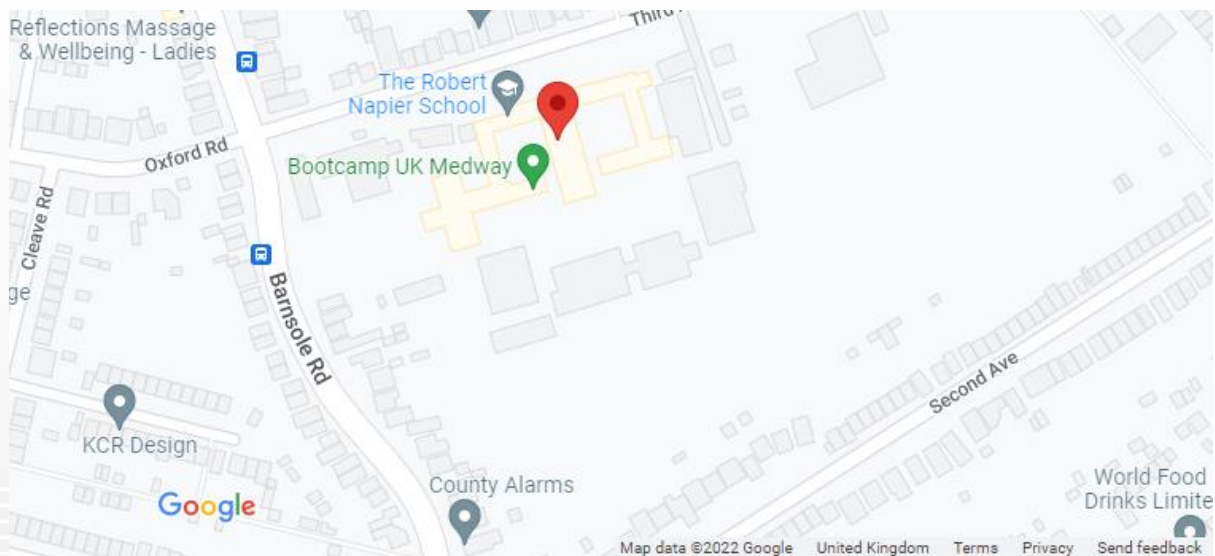 Reflections Massage
& Wellbeing - Ladies
Third
The Robert
Napier School
Oxford Rd
Bootcamp UK Medway
Cleave Rd
ge
Barnsole Rd
Second Ave
KCR Design
County Alarms
World Food
Drinks Limite
Google
Map data ©2022 Google United Kingdom Terms Privacy Send feedback